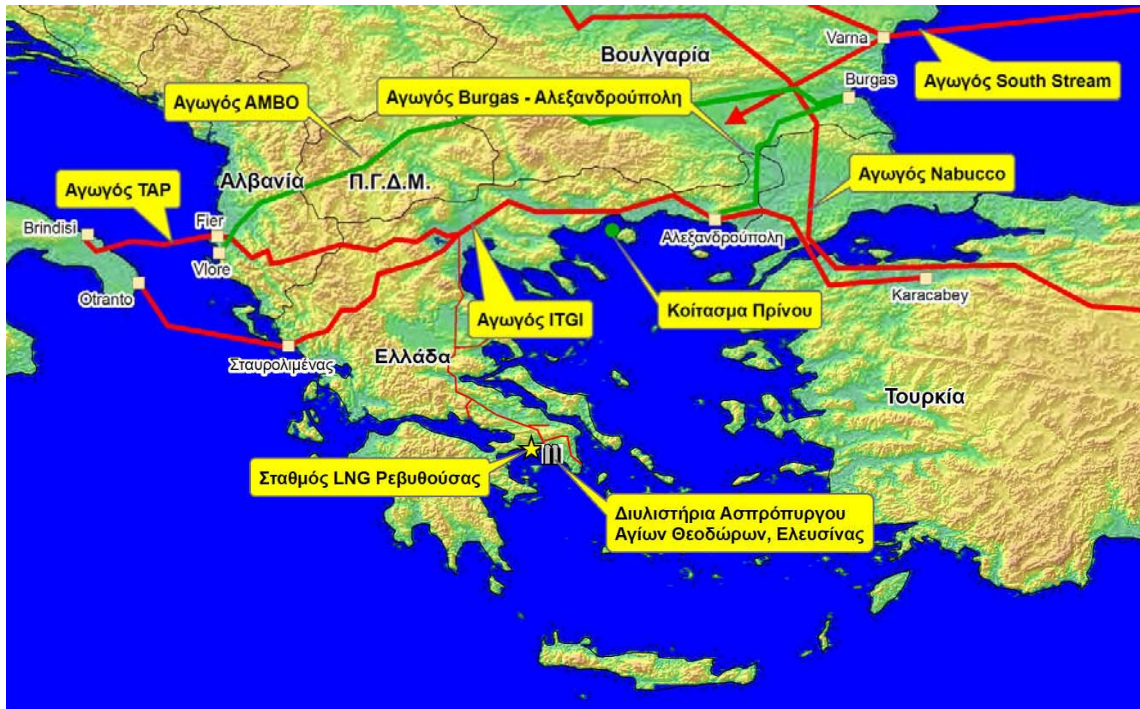 Varna
Βουλγαρία
Burgas
Αγωγός South Stream
Αγωγός AMBO
Αγωγός Burgas - Αλεξανδρούπολη
Αγωγός TAP
Αλβανία
Π.Γ.Δ.Μ.
Αγωγός Nabucco
Brindisi
Fier
Αλεξανδρούπολη
Vlore
Otranto
Karacabey
Αγωγός ITGI
Κοίτασμα Πρίνου
Σταυρολιμένας
Ελλάδα
Τουρκία
Σταθμός LNG Ρεβυθούσας
Διυλιστήρια Ασπρόπυργου
Αγίων Θεοδώρων, Ελευσίνας